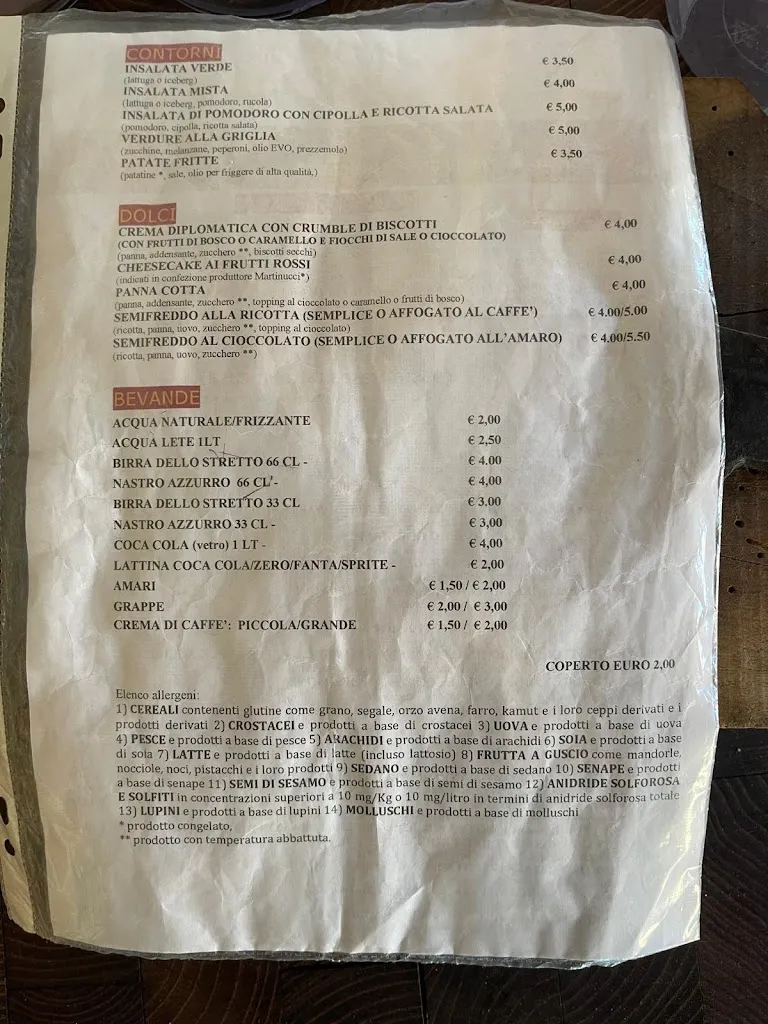 CONTORNI
INSALATA VERDE € 3,50
(lattuga o iceberg)
INSALATA MISTA € 4,00
(lattuga o iceberg, pomodoro, rucola)
INSALATA DI POMODORO CON CIPOLLA E RICOTTA SALATA € 5,00
(pomodoro, cipolla, ricotta salata)
VERDURE ALLA GRIGLIA € 5,00
(zucchine, melanzane, peperoni, olio EVO, prezzemolo)
PATATE FRITTE € 3,50
(patatine *, sale, olio per friggere di alta qualità,)
DOLCI
CREMA DIPLOMATICA CON CRUMBLE DI BISCOTTI € 4,00
(CON FRUTTI DI BOSCO O CARAMELLO E FIOCCHI DI SALE O CIOCCOLATO)
(panna, addensante, zucchero **, biscotti secchi)
CHEESECAKE AI FRUTTI ROSSI € 4,00
(indicati in confezione produttore Martinucci*)
PANNA COTTA € 4,00
(panna, addensante, zucchero **, topping al cioccolato o caramello o frutti di bosco)
SEMIFREDDO ALLA RICOTTA (SEMPLICE O AFFOGATO AL CAFFE') € 4.00/5.00
(ricotta, panna, uovo, zucchero **, topping al cioccolato)
SEMIFREDDO AL CIOCCOLATO (SEMPLICE O AFFOGATO ALL'AMARO) € 4.00/5.50
(ricotta, panna, uovo, zucchero **)
BEVANDE
ACQUA NATURALE/FRIZZANTE € 2,00
ACQUA LETE 1LT € 2,50
BIRRA DELLO STRETTO 66 CL - € 4.00
NASTRO AZZURRO 66 CL - € 4,00
BIRRA DELLO STRETTO 33 CL € 3.00
NASTRO AZZURRO 33 CL - € 3,00
COCA COLA (vetro) 1 LT - € 4,00
LATTINA COCA COLA/ZERO/FANTA/SPRITE - € 2,00
AMARI € 1,50 / € 2,00
GRAPPE € 2,00 / € 3,00
CREMA DI CAFFE': PICCOLA/GRANDE € 1,50 / € 2,00
COPERTO EURO 2,00
Elenco allergeni:
1) CEREALI contenenti glutine come grano, segale, orzo avena, farro, kamut e i loro ceppi derivati e i
prodotti derivati 2) CROSTACEI e prodotti a base di crostacei 3) UOVA e prodotti a base di uova
4) PESCE e prodotti a base di pesce 5) ARACHIDI e prodotti a base di arachidi 6) SOIA e prodotti a base
di soia 7) LATTE e prodotti a base di latte (incluso lattosio) 8) FRUTTA A GUSCIO come mandorle,
nocciole, noci, pistacchi e i loro prodotti 9) SEDANO e prodotti a base di sedano 10) SENAPE e prodotti
a base di senape 11) SEMI DI SESAMO e prodotti a base di semi di sesamo 12) ANIDRIDE SOLFOROSA
E SOLFITI in concentrazioni superiori a 10 mg/Kg o 10 mg/litro in termini di anidride solforosa totale
13) LUPINI e prodotti a base di lupini 14) MOLLUSCHI e prodotti a base di molluschi
* prodotto congelato,
** prodotto con temperatura abbattuta.